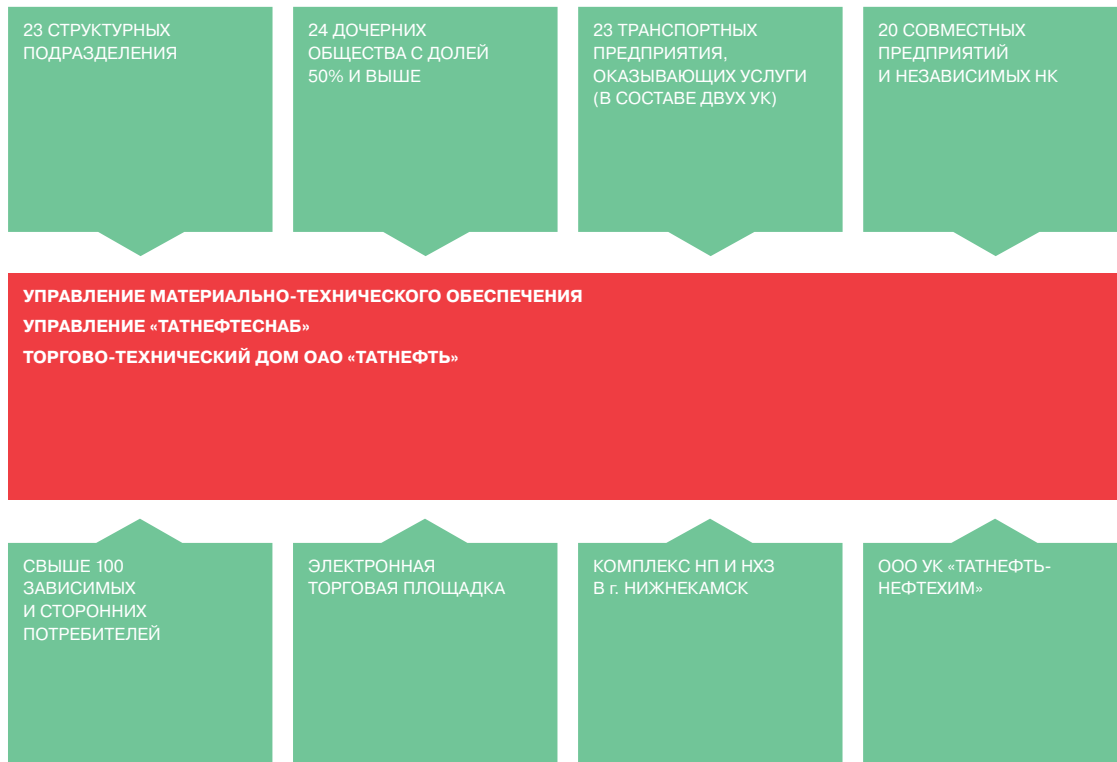 23 СТРУКТУРНЫХ
ПОДРАЗДЕЛЕНИЯ
24 ДОЧЕРНИХ
ОБЩЕСТВА С ДОЛЕЙ
50% И ВЫШЕ
23 ТРАНСПОРТНЫХ
ПРЕДПРИЯТИЯ,
ОКАЗЫВАЮЩИХ УСЛУГИ
(В СОСТАВЕ ДВУХ УК)
20 СОВМЕСТНЫХ
ПРЕДПРИЯТИЙ
И НЕЗАВИСИМЫХ НК
УПРАВЛЕНИЕ МАТЕРИАЛЬНО-ТЕХНИЧЕСКОГО ОБЕСПЕЧЕНИЯ
УПРАВЛЕНИЕ «ТАТНЕФТЕСНАБ»
ТОРГОВО-ТЕХНИЧЕСКИЙ ДОМ ОАО «ТАТНЕФТЬ»
СВЫШЕ 100
ЗАВИСИМЫХ
И СТОРОННИХ
ПОТРЕБИТЕЛЕЙ
ЭЛЕКТРОННАЯ
ТОРГОВАЯ ПЛОЩАДКА
КОМПЛЕКС НП И НХЗ
В г. НИЖНЕКАМСК
ООО УК «ТАТНЕФТЬ-
НЕФТЕХИМ»